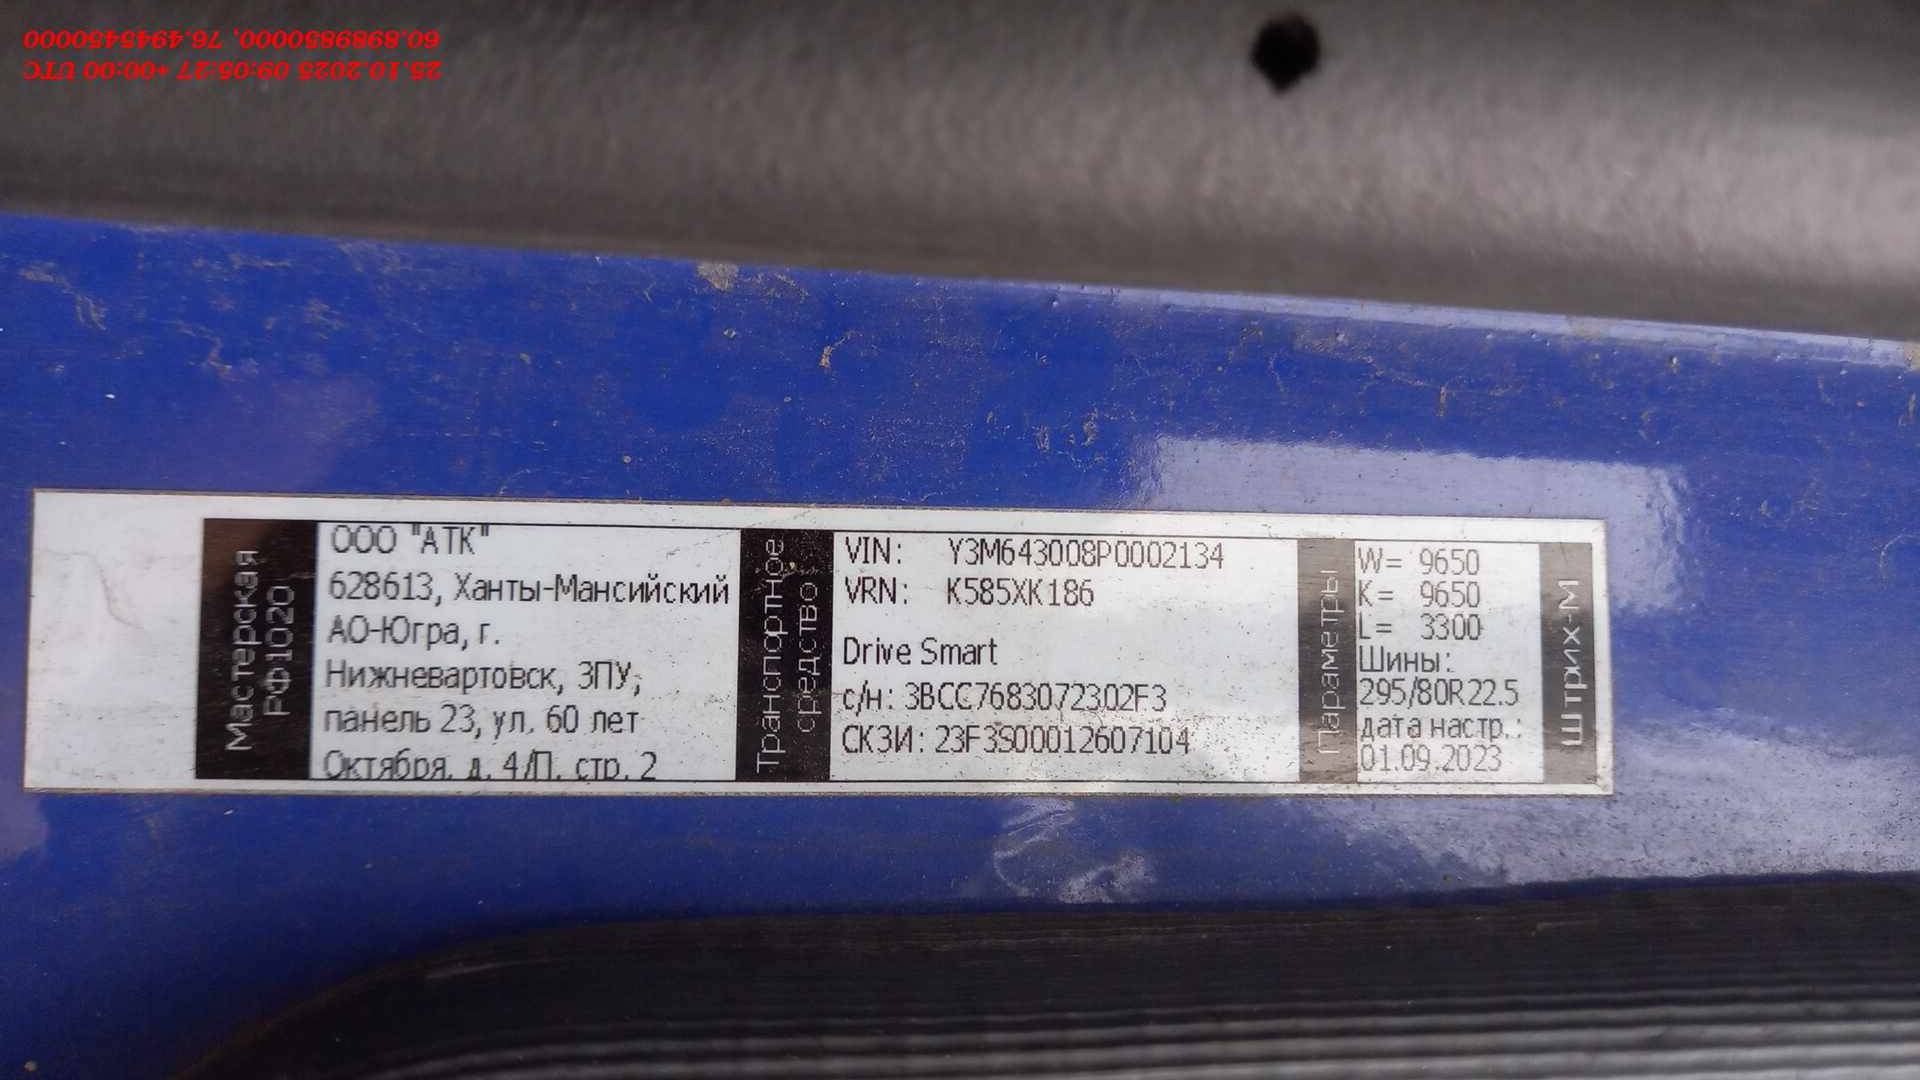 25.10.2025 09:05:27 +00:00 UTC
60.8989850000, 76.4945450000
Мастерская
РФ1020
ООО "АТК"
628613, Ханты-Мансийский
АО-Югра, г.
Нижневартовск, ЗПУ,
панель 23, ул. 60 лет
Октября, д. 4/П, стр. 2
Транспортное
средство
VIN: Y3M643008P0002134
VRN: K585XK186
Drive Smart
с/н: 3BCC7683072302F3
СКЗИ: 23F3S00012607104
Параметры
W= 9650
K= 9650
L= 3300
Шины:
295/80R22.5
дата настр.:
01.09.2023
Штрих-М